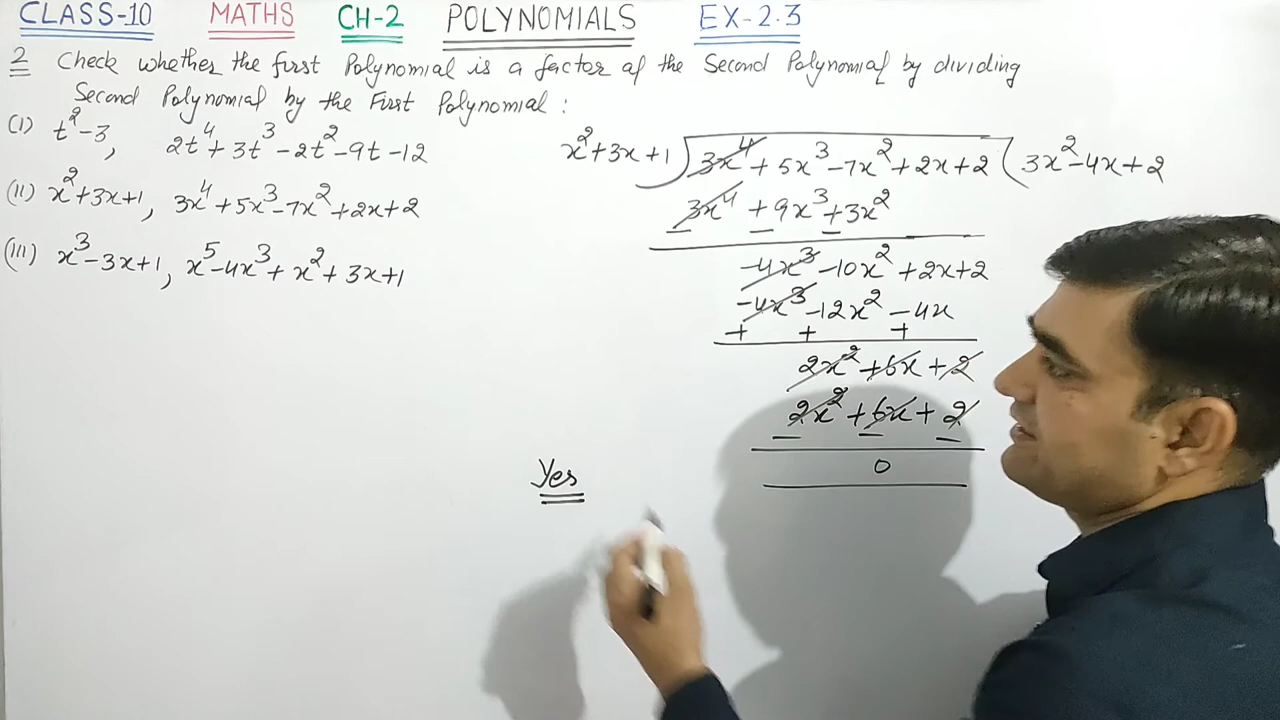 CLASS-10 MATHS CH-2 POLYNOMIALS EX-2.3
2 Check whether the first Polynomial is a factor of the Second Polynomial by dividing
Second Polynomial by the First Polynomial :
(I) t²-3, 2t⁴+3t³-2t²-9t-12
(II) x²+3x+1, 3x⁴+5x³-7x²+2x+2
(III) x³-3x+1, x⁵-4x³+x²+3x+1
x²+3x+1) 3x⁴+5x³-7x²+2x+2 (3x²-4x+2
3x⁴+9x³+3x²
- - -
-4x³-10x²+2x+2
-4x³-12x²-4x
+ + +
2x²+6x+2
2x²+6x+2
- - -
0
Yes